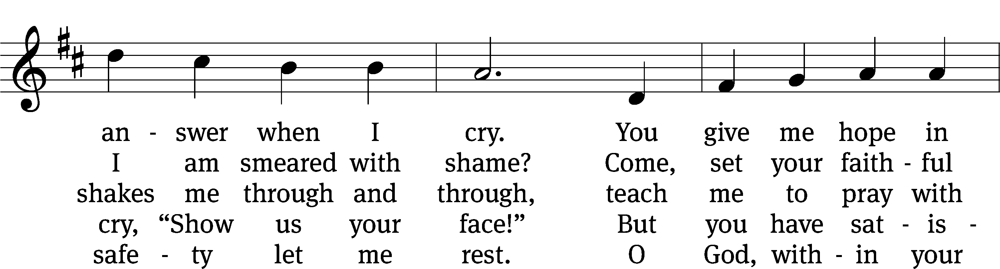 an - swer when I cry. You give me hope in
I am smeared with shame? Come, set your faith - ful
shakes me through and through, teach me to pray with
cry, “Show us your face!” But you have sat - is -
safe - ty let me rest. O God, with - in your